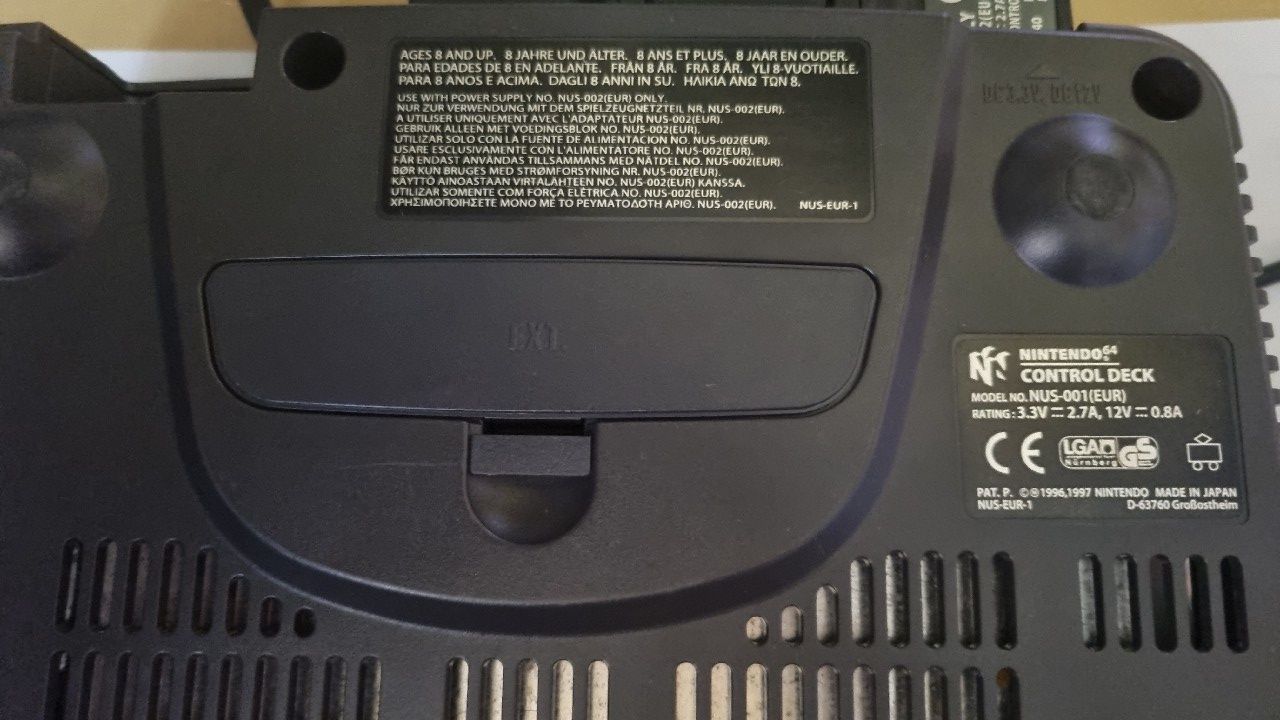 AGES 8 AND UP. 8 JAHRE UND ÄLTER. 8 ANS ET PLUS. 8 JAAR EN OUDER.
PARA EDADES DE 8 EN ADELANTE. FRÅN 8 ÅR. FRA 8 ÅR. YLI 8-VUOTIAILLE.
PARA 8 ANOS E ACIMA. DAGLI 8 ANNI IN SU. ΗΛΙΚΙΑ ΑΝΩ ΤΩΝ 8.
USE WITH POWER SUPPLY NO. NUS-002(EUR) ONLY.
NUR ZUR VERWENDUNG MIT DEM SPIELZEUGNETZTEIL NR. NUS-002(EUR).
A UTILISER UNIQUEMENT AVEC L'ADAPTATEUR NUS-002(EUR).
GEBRUIK ALLEEN MET VOEDINGSBLOK NO. NUS-002(EUR).
UTILIZAR SOLO CON LA FUENTE DE ALIMENTACION NO. NUS-002(EUR).
USARE ESCLUSIVAMENTE CON L'ALIMENTATORE NO. NUS-002(EUR).
FÅR ENDAST ANVÄNDAS TILLSAMMANS MED NÄTDEL NO. NUS-002(EUR).
BØR KUN BRUGES MED STRØMFORSYNING NR. NUS-002(EUR).
KÄYTTÖ AINOASTAAN VIRTALÄHTEEN NO. NUS-002(EUR) KANSSA.
UTILIZAR SOMENTE COM FORÇA ELÉTRICA NO. NUS-002(EUR).
ΧΡΗΣΙΜΟΠΟΙΗΣΕΤΕ ΜΟΝΟ ΜΕ ΤΟ ΡΕΥΜΑΤΟΔΟΤΗ ΑΡΙΘ. NUS-002(EUR). NUS-EUR-1
DC3.3V, DC12V
EXT.
NINTENDO 64
CONTROL DECK
MODEL NO. NUS-001(EUR)
RATING : 3.3V ⎓ 2.7A, 12V ⎓ 0.8A
CE LGA GS
Nürnberg
PAT. P. ©®1996,1997 NINTENDO MADE IN JAPAN
NUS-EUR-1 D-63760 Großostheim